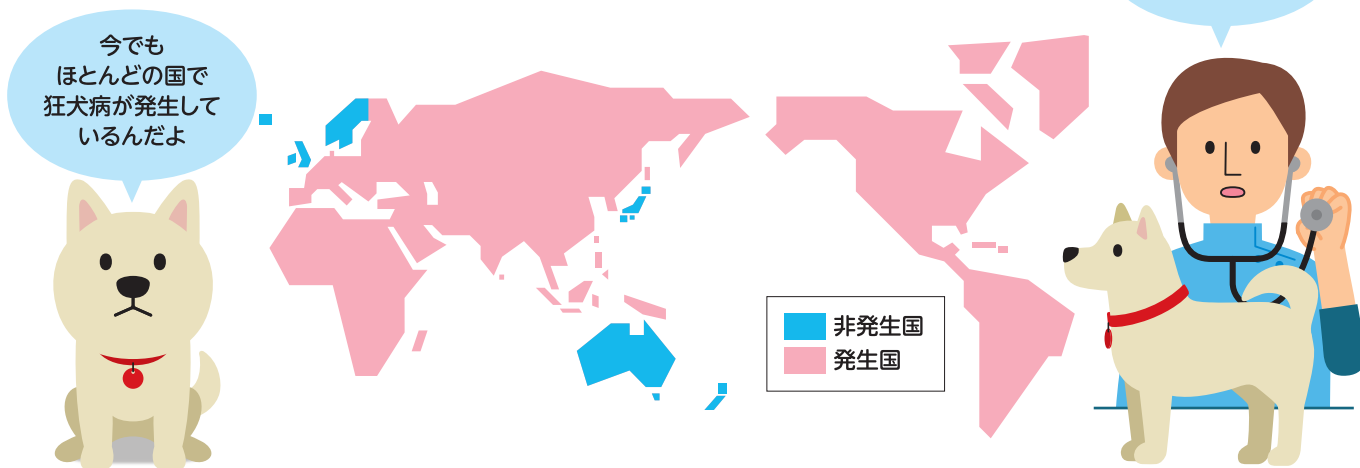 今でも
ほとんどの国で
狂犬病が発生して
いるんだよ
非発生国
発生国